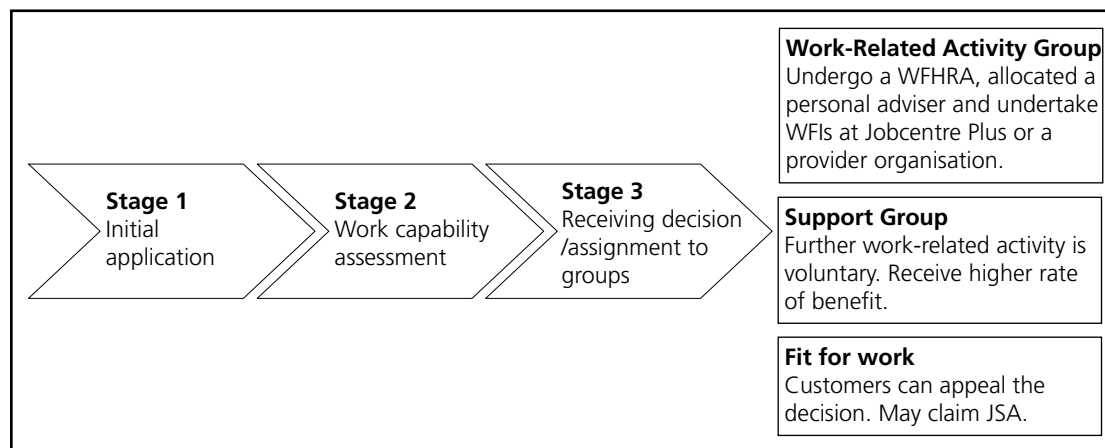 Stage 1
Initial
application
Stage 2
Work capability
assessment
Stage 3
Receiving decision
/assignment to
groups
Work-Related Activity Group
Undergo a WFHRA, allocated a
personal adviser and undertake
WFIs at Jobcentre Plus or a
provider organisation.
Support Group
Further work-related activity is
voluntary. Receive higher rate
of benefit.
Fit for work
Customers can appeal the
decision. May claim JSA.